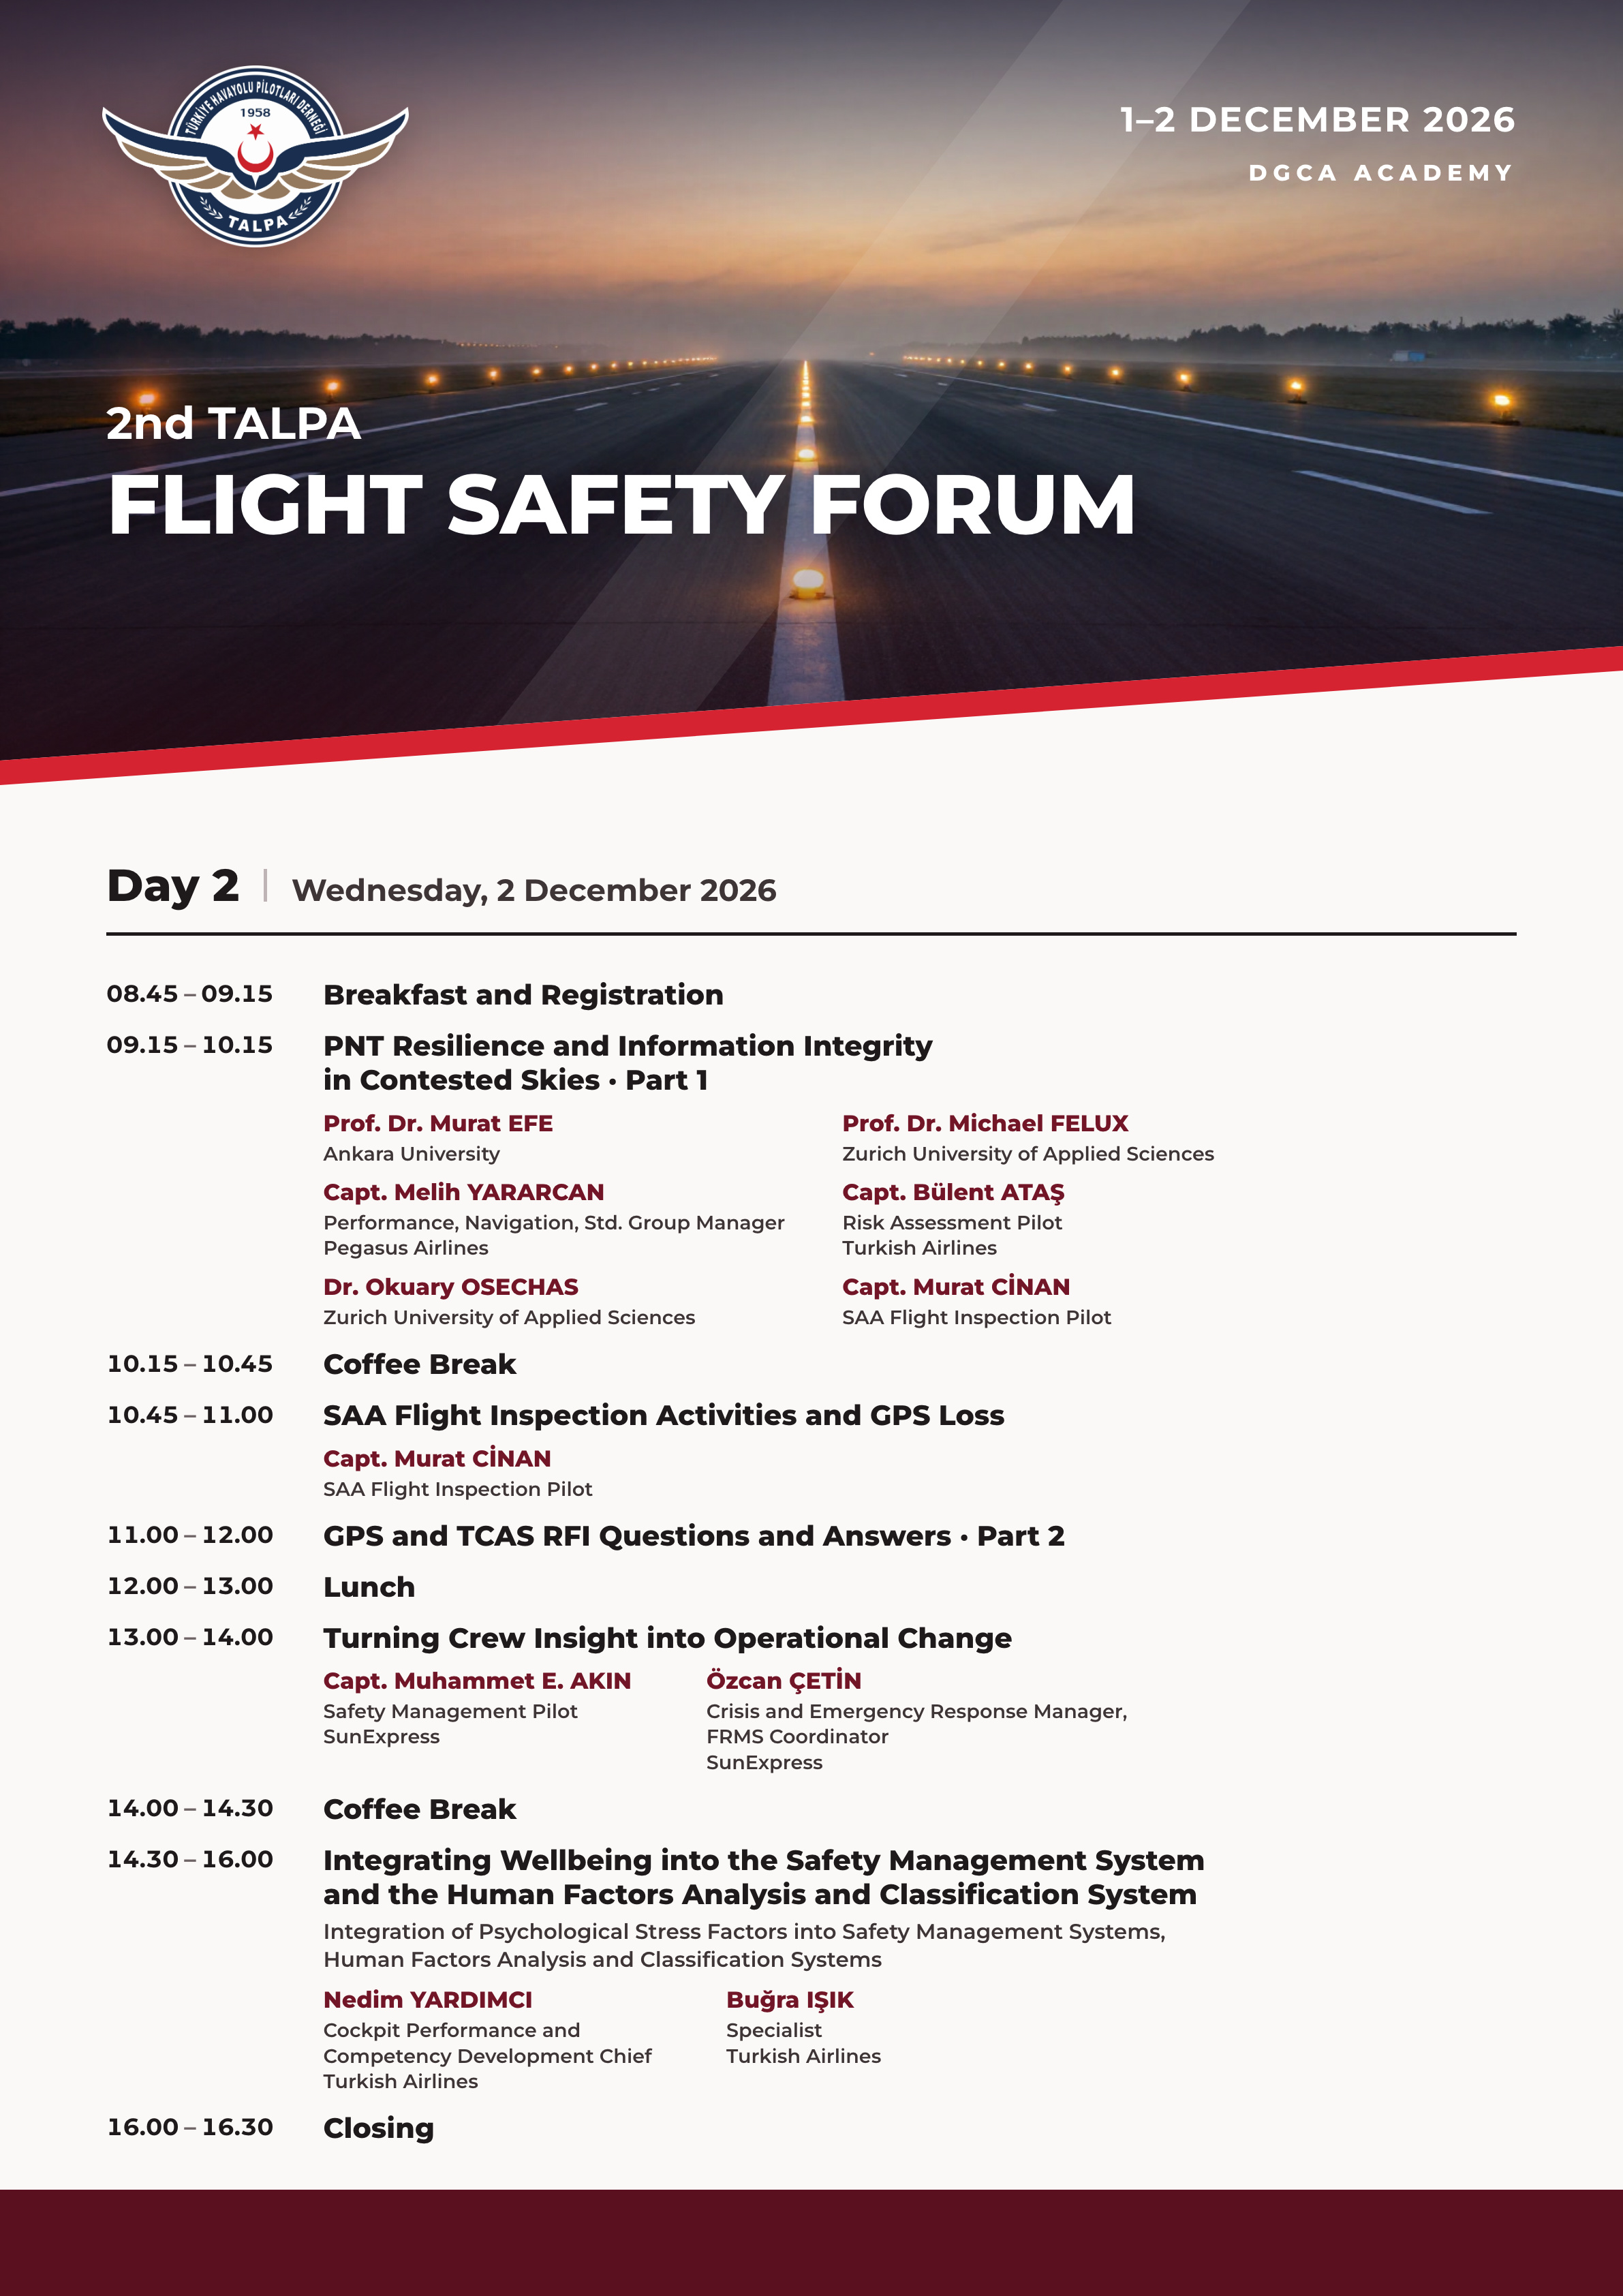 TÜRKİYE HAVAYOLU PİLOTLARI DERNEĞİ
1958
TALPA
1–2 DECEMBER 2026
DGCA ACADEMY
2nd TALPA
FLIGHT SAFETY FORUM
Day 2 | Wednesday, 2 December 2026
08.45 – 09.15 Breakfast and Registration
09.15 – 10.15 PNT Resilience and Information Integrity
in Contested Skies · Part 1
Prof. Dr. Murat EFE
Ankara University
Prof. Dr. Michael FELUX
Zurich University of Applied Sciences
Capt. Melih YARARCAN
Performance, Navigation, Std. Group Manager
Pegasus Airlines
Capt. Bülent ATAŞ
Risk Assessment Pilot
Turkish Airlines
Dr. Okuary OSECHAS
Zurich University of Applied Sciences
Capt. Murat CİNAN
SAA Flight Inspection Pilot
10.15 – 10.45 Coffee Break
10.45 – 11.00 SAA Flight Inspection Activities and GPS Loss
Capt. Murat CİNAN
SAA Flight Inspection Pilot
11.00 – 12.00 GPS and TCAS RFI Questions and Answers · Part 2
12.00 – 13.00 Lunch
13.00 – 14.00 Turning Crew Insight into Operational Change
Capt. Muhammet E. AKIN
Safety Management Pilot
SunExpress
Özcan ÇETİN
Crisis and Emergency Response Manager,
FRMS Coordinator
SunExpress
14.00 – 14.30 Coffee Break
14.30 – 16.00 Integrating Wellbeing into the Safety Management System
and the Human Factors Analysis and Classification System
Integration of Psychological Stress Factors into Safety Management Systems,
Human Factors Analysis and Classification Systems
Nedim YARDIMCI
Cockpit Performance and
Competency Development Chief
Turkish Airlines
Buğra IŞIK
Specialist
Turkish Airlines
16.00 – 16.30 Closing